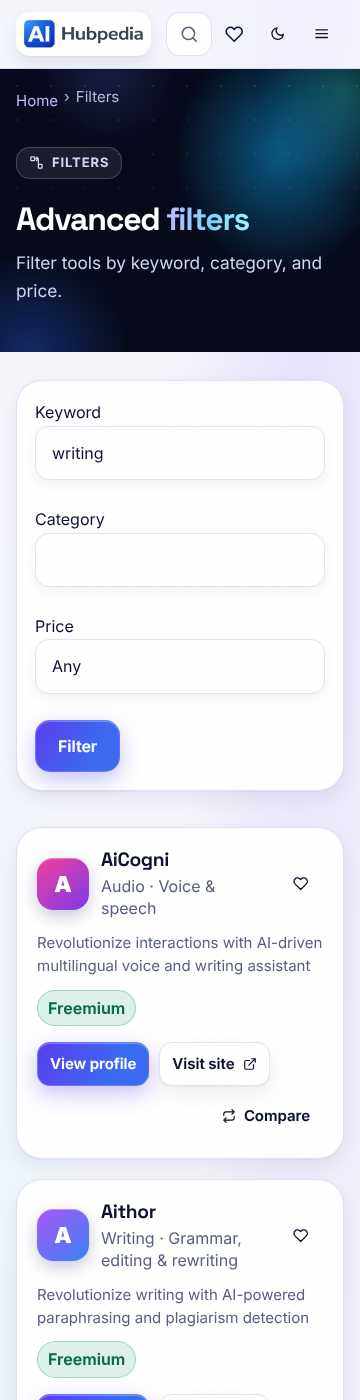 AI Hubpedia
Home › Filters
FILTERS
Advanced filters
Filter tools by keyword, category, and
price.
Keyword
writing
Category
Price
Any
Filter
A
AiCogni
Audio · Voice &
speech
Revolutionize interactions with AI-driven
multilingual voice and writing assistant
Freemium
View profile
Visit site
Compare
A
Aithor
Writing · Grammar,
editing & rewriting
Revolutionize writing with AI-powered
paraphrasing and plagiarism detection
Freemium